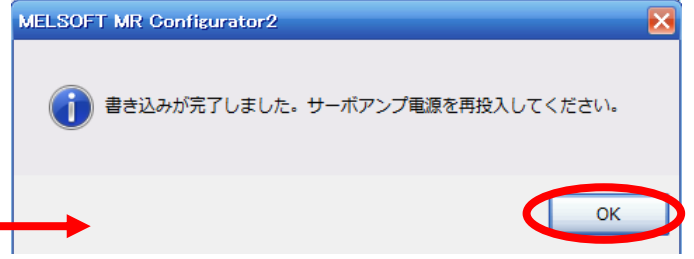 MELSOFT MR Configurator2
書き込みが完了しました。サーボアンプ電源を再投入してください。
OK